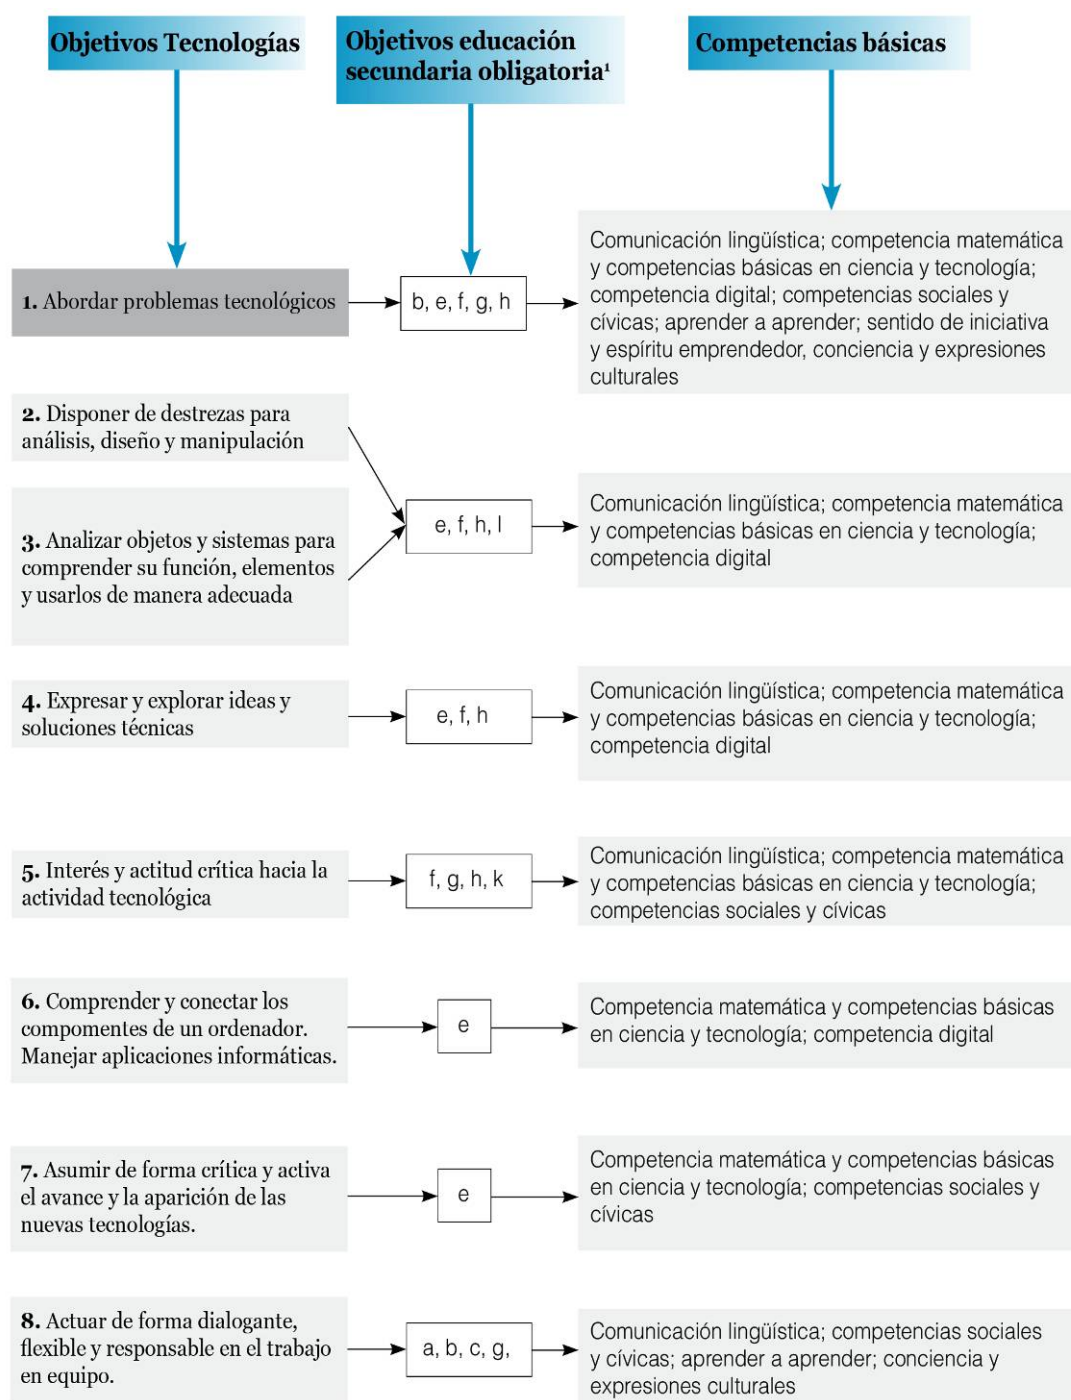 Objetivos Tecnologías
Objetivos educación
secundaria obligatoria¹
Competencias básicas
1. Abordar problemas tecnológicos
b, e, f, g, h
Comunicación lingüística; competencia matemática
y competencias básicas en ciencia y tecnología;
competencia digital; competencias sociales y
cívicas; aprender a aprender; sentido de iniciativa
y espíritu emprendedor, conciencia y expresiones
culturales
2. Disponer de destrezas para
análisis, diseño y manipulación
3. Analizar objetos y sistemas para
comprender su función, elementos
y usarlos de manera adecuada
e, f, h, l
Comunicación lingüística; competencia matemática
y competencias básicas en ciencia y tecnología;
competencia digital
4. Expresar y explorar ideas y
soluciones técnicas
e, f, h
Comunicación lingüística; competencia matemática
y competencias básicas en ciencia y tecnología;
competencia digital
5. Interés y actitud crítica hacia la
actividad tecnológica
f, g, h, k
Comunicación lingüística; competencia matemática
y competencias básicas en ciencia y tecnología;
competencias sociales y cívicas
6. Comprender y conectar los
compomentes de un ordenador.
Manejar aplicaciones informáticas.
e
Competencia matemática y competencias básicas
en ciencia y tecnología; competencia digital
7. Asumir de forma crítica y activa
el avance y la aparición de las
nuevas tecnologías.
e
Competencia matemática y competencias básicas
en ciencia y tecnología; competencias sociales y
cívicas
8. Actuar de forma dialogante,
flexible y responsable en el trabajo
en equipo.
a, b, c, g,
Comunicación lingüística; competencias sociales
y cívicas; aprender a aprender; conciencia y
expresiones culturales